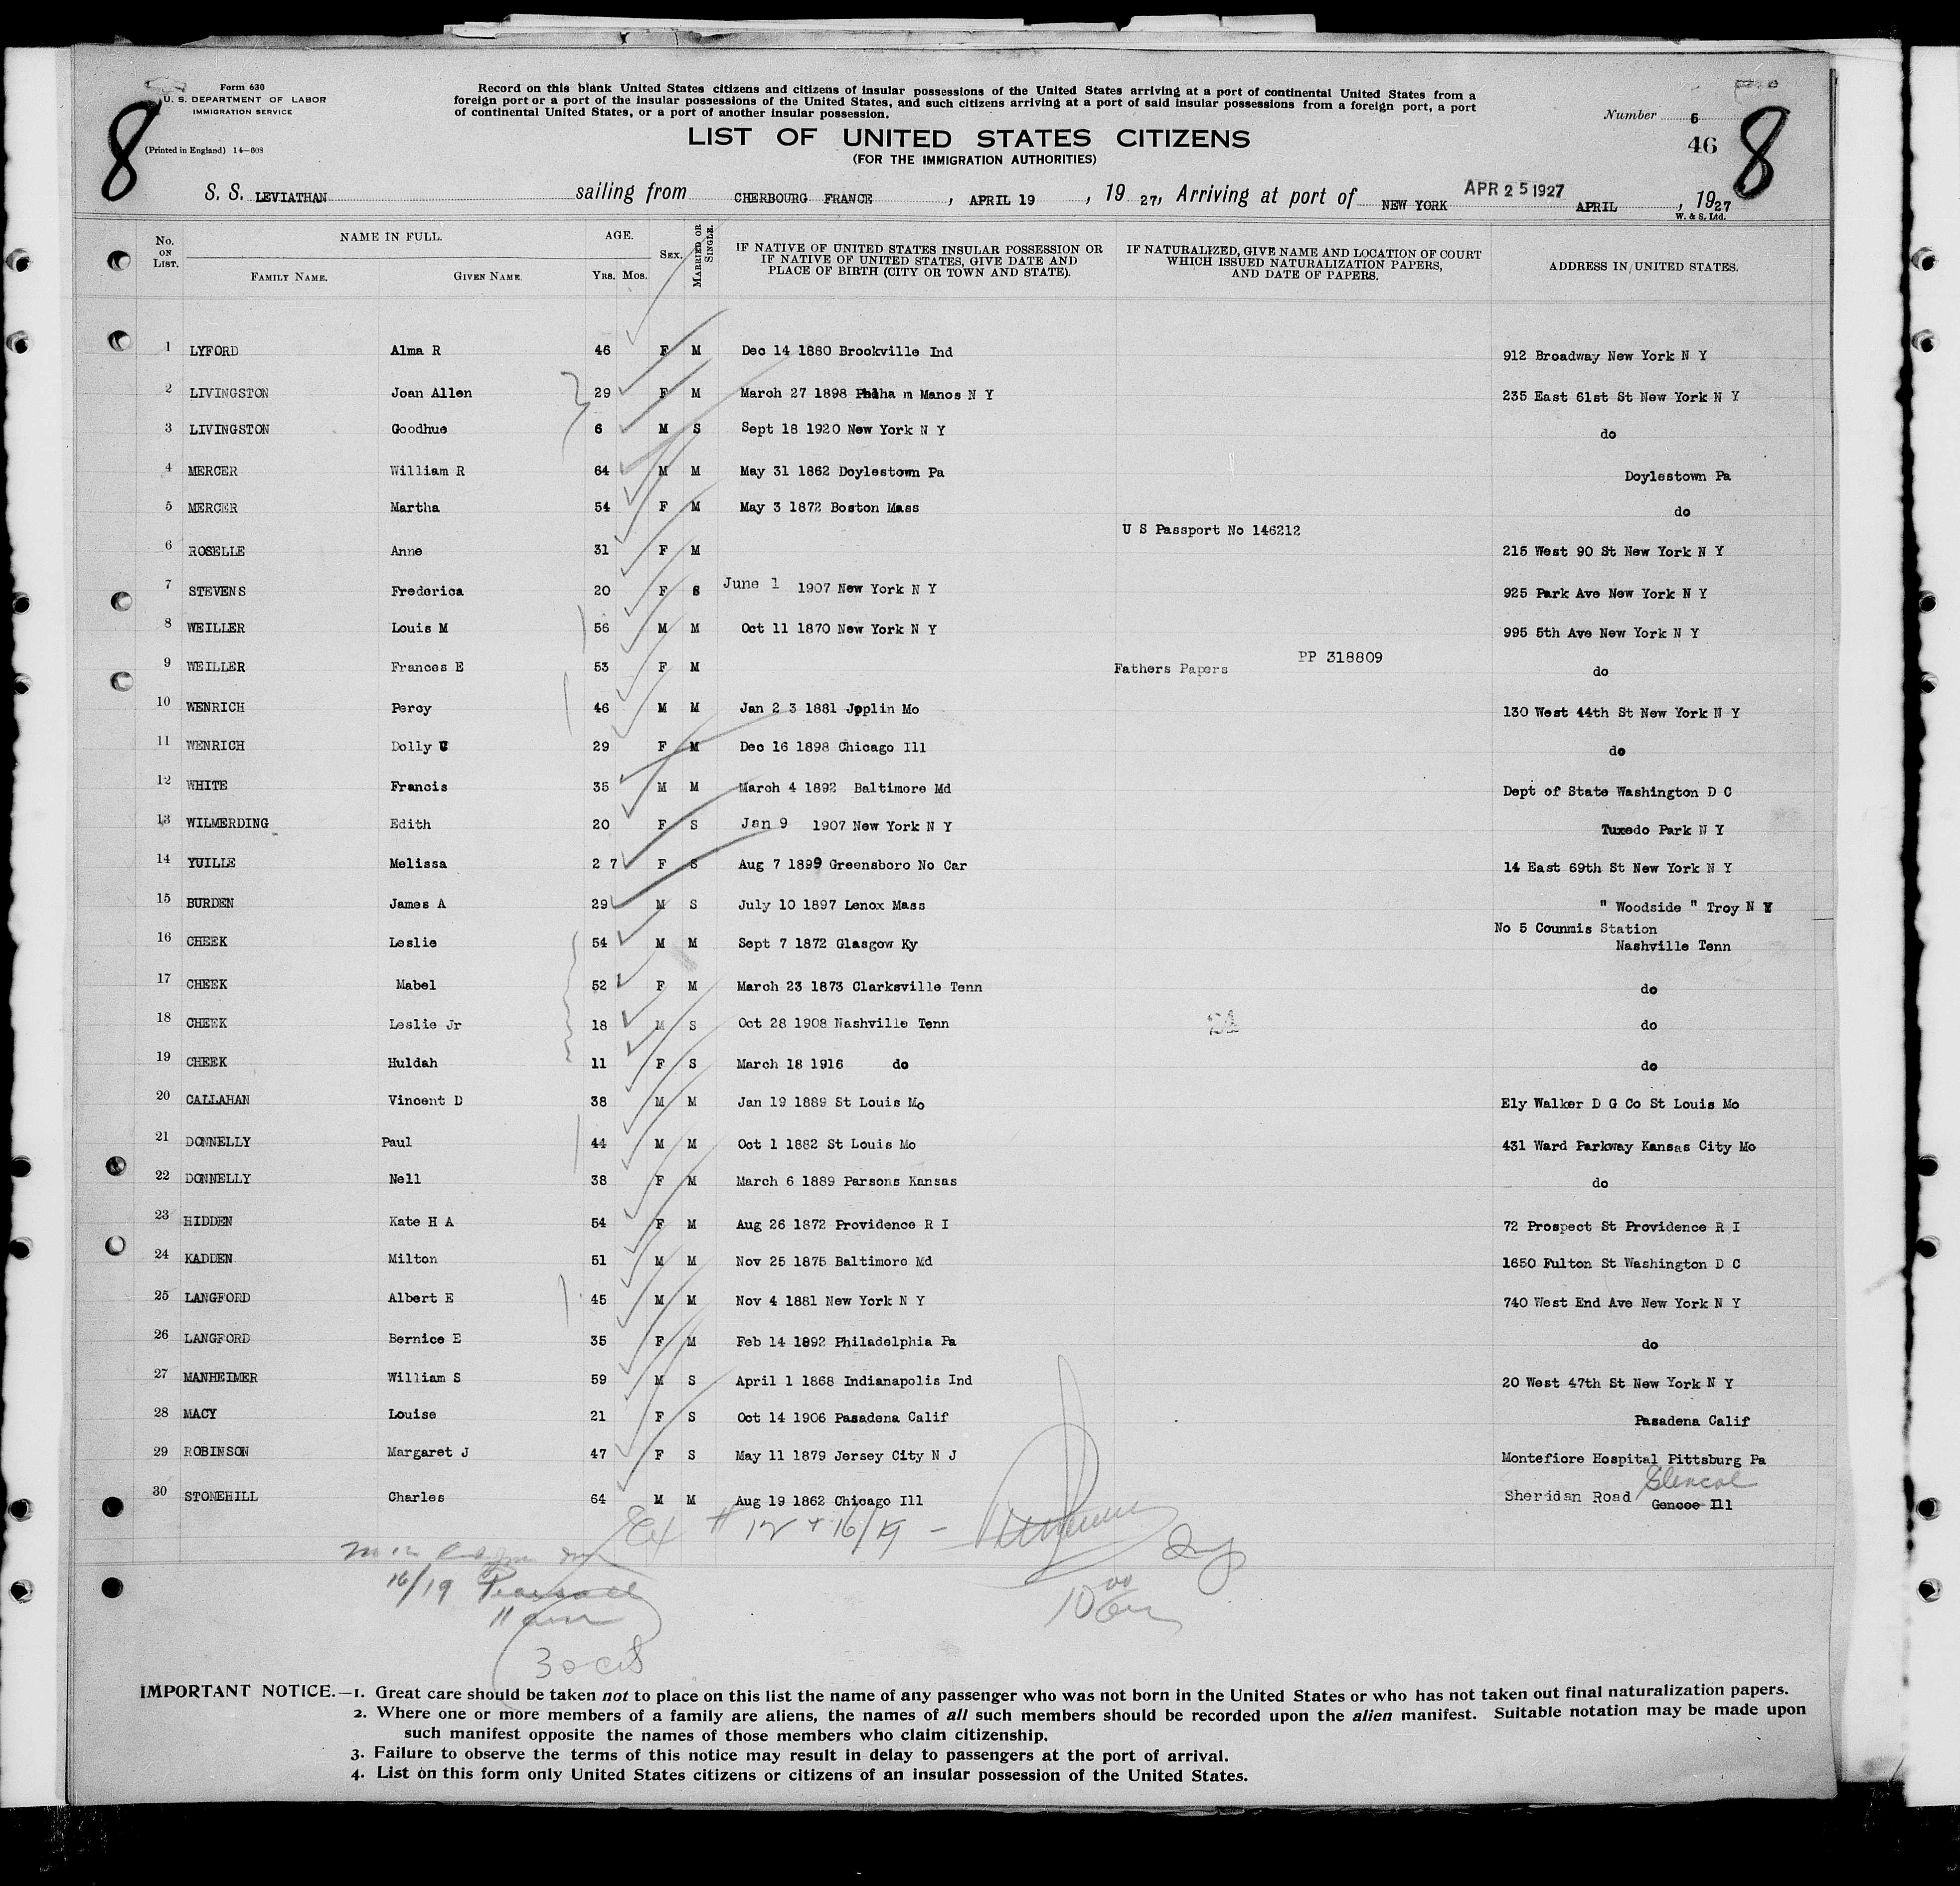 Form 630
U. S. DEPARTMENT OF LABOR
IMMIGRATION SERVICE
(Printed in England) 14—608
8
Record on this blank United States citizens and citizens of insular possessions of the United States arriving at a port of continental United States from a
foreign port or a port of the insular possessions of the United States, and such citizens arriving at a port of said insular possessions from a foreign port, a port
of continental United States, or a port of another insular possession.
LIST OF UNITED STATES CITIZENS
(FOR THE IMMIGRATION AUTHORITIES)
Number 5
46
8
S. S. LEVIATHAN sailing from CHERBOURG FRANCE, APRIL 19, 19 27, Arriving at port of NEW YORK APR 25 1927 APRIL, 1927
W. & S. Ltd.
No. ON LIST. NAME IN FULL. FAMILY NAME. GIVEN NAME AGE. YRS. MOS. SEX. MARRIED OR SINGLE.
IF NATIVE OF UNITED STATES INSULAR POSSESSION OR
IF NATIVE OF UNITED STATES, GIVE DATE AND
PLACE OF BIRTH (CITY OR TOWN AND STATE).
IF NATURALIZED, GIVE NAME AND LOCATION OF COURT
WHICH ISSUED NATURALIZATION PAPERS,
AND DATE OF PAPERS.
ADDRESS IN UNITED STATES.
1 LYFORD Alma R 46 F M Dec 14 1880 Brookville Ind 912 Broadway New York N Y
2 LIVINGSTON Joan Allen 29 F M March 27 1898 Manos N Y 235 East 61st St New York N Y
3 LIVINGSTON Goodhue 6 M S Sept 18 1920 New York N Y do
4 MERCER William R 64 M M May 31 1862 Doylestown Pa Doylestown Pa
5 MERCER Martha 54 F M May 3 1872 Boston Mass do
6 ROSELLE Anne 31 F M U S Passport No 146212 215 West 90 St New York N Y
7 STEVENS Frederica 20 F S June 1 1907 New York N Y 925 Park Ave New York N Y
8 WEILLER Louis M 56 M M Oct 11 1870 New York N Y 995 5th Ave New York N Y
9 WEILLER Frances E 53 F M Fathers Papers PP 318809 do
10 WENRICH Percy 46 M M Jan 2 3 1881 Joplin Mo 130 West 44th St New York N Y
11 WENRICH Dolly C 29 F M Dec 16 1898 Chicago Ill do
12 WHITE Francis 35 M M March 4 1892 Baltimore Md Dept of State Washington D C
13 WILMERDING Edith 20 F S Jan 9 1907 New York N Y Tuxedo Park N Y
14 YUILLE Melissa 2 7 F S Aug 7 1899 Greensboro No Car 14 East 69th St New York N Y
15 BURDEN James A 29 M S July 10 1897 Lenox Mass " Woodside " Troy N Y
16 CHEEK Leslie 54 M M Sept 7 1872 Glasgow Ky No 5 Counmis Station
Nashville Tenn
17 CHEEK Mabel 52 F M March 23 1873 Clarksville Tenn do
18 CHEEK Leslie Jr 18 M S Oct 28 1908 Nashville Tenn do
19 CHEEK Huldah 11 F S March 18 1916 do do
20 CALLAHAN Vincent D 38 M M Jan 19 1889 St Louis Mo Ely Walker D G Co St Louis Mo
21 DONNELLY Paul 44 M M Oct 1 1882 St Louis Mo 431 Ward Parkway Kansas City Mo
22 DONNELLY Nell 38 F M March 6 1889 Parsons Kansas do
23 HIDDEN Kate H A 54 F M Aug 26 1872 Providence R I 72 Prospect St Providence R I
24 KADDEN Milton 51 M M Nov 25 1875 Baltimore Md 1650 Fulton St Washington D C
25 LANGFORD Albert E 45 M M Nov 4 1881 New York N Y 740 West End Ave New York N Y
26 LANGFORD Bernice E 35 F M Feb 14 1892 Philadelphia Pa do
27 MANHEIMER William S 59 M S April 1 1868 Indianapolis Ind 20 West 47th St New York N Y
28 MACY Louise 21 F S Oct 14 1906 Pasadena Calif Pasadena Calif
29 ROBINSON Margaret J 47 F S May 11 1879 Jersey City N J Montefiore Hospital Pittsburg Pa
30 STONEHILL Charles 64 M M Aug 19 1862 Chicago Ill Sheridan Road Glencoe Gencoe Ill
# 12 + 16/19 –
16/19
IMPORTANT NOTICE.—1. Great care should be taken not to place on this list the name of any passenger who was not born in the United States or who has not taken out final naturalization papers.
2. Where one or more members of a family are aliens, the names of all such members should be recorded upon the alien manifest. Suitable notation may be made upon
such manifest opposite the names of those members who claim citizenship.
3. Failure to observe the terms of this notice may result in delay to passengers at the port of arrival.
4. List on this form only United States citizens or citizens of an insular possession of the United States.